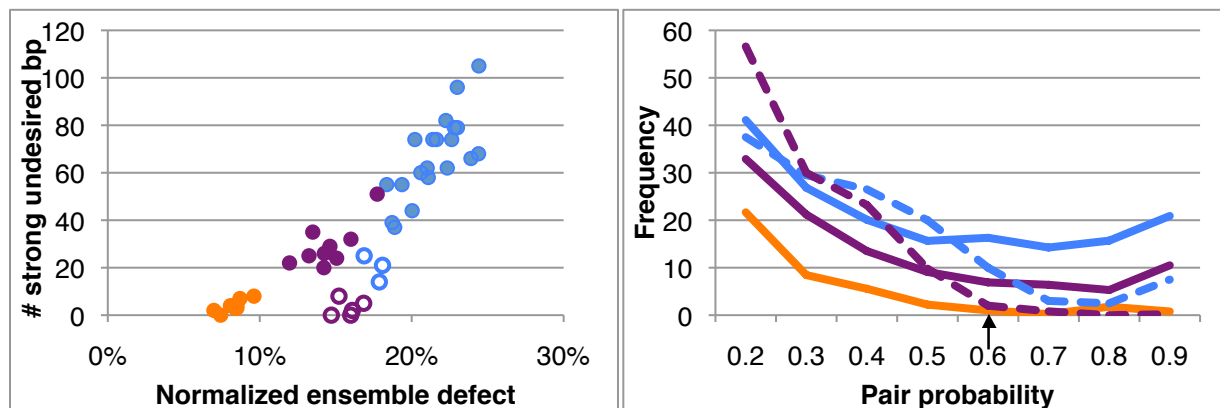 # strong undesired bp
120
100
80
60
40
20
0
0% 10% 20% 30%
Normalized ensemble defect
Frequency
60
50
40
30
20
10
0
0.2 0.3 0.4 0.5 0.6 0.7 0.8 0.9
Pair probability